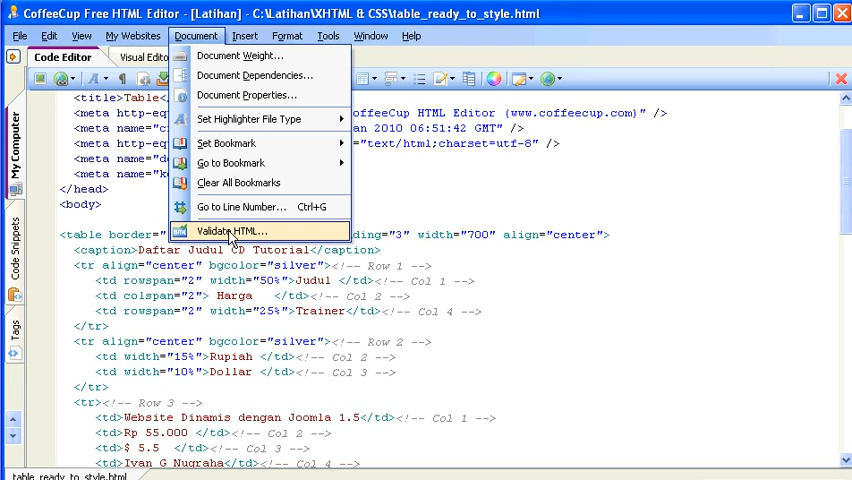 CoffeeCup Free HTML Editor - [Latihan] - C:\Latihan\XHTML & CSS\table_ready_to_style.html
File Edit View My Websites Document Insert Format Tools Window Help
Code Editor Visual Edito
Document Weight...
Document Dependencies...
Document Properties...
Set Highlighter File Type
Set Bookmark
Go to Bookmark
Clear All Bookmarks
Go to Line Number... Ctrl+G
Validate HTML...
My Computer
Code Snippets
Tags
<title>Table</
<meta http-eq offeeCup HTML Editor (www.coffeecup.com)" />
<meta name="c an 2010 06:51:42 GMT" />
<meta http-eq ="text/html;charset=utf-8" />
<meta name="d
<meta name="k
</head>
<body>
<table border= ding="3" width="700" align="center">
<caption>Daftar Judul CD Tutorial</caption>
<tr align="center" bgcolor="silver"><!-- Row 1 -->
<td rowspan="2" width="50%">Judul </td><!-- Col 1 -->
<td colspan="2"> Harga </td><!-- Col 2 -->
<td rowspan="2" width="25%">Trainer</td><!-- Col 4 -->
</tr>
<tr align="center" bgcolor="silver"><!-- Row 2 -->
<td width="15%">Rupiah </td><!-- Col 2 -->
<td width="10%">Dollar </td><!-- Col 3 -->
</tr>
<tr><!-- Row 3 -->
<td>Website Dinamis dengan Joomla 1.5</td><!-- Col 1 -->
<td>Rp 55.000 </td><!-- Col 2 -->
<td>$ 5.5 </td><!-- Col 3 -->
<td>Ivan G Nugraha</td><!-- Col 4 -->
table_ready_to_style.html